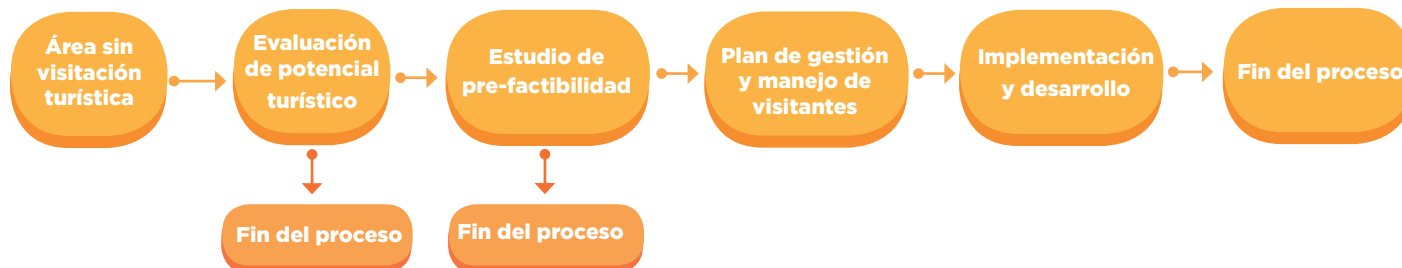 Área sin
visitación
turística
Evaluación
de potencial
turístico
Estudio de
pre-factibilidad
Plan de gestión
y manejo de
visitantes
Implementación
y desarrollo
Fin del proceso
Fin del proceso
Fin del proceso